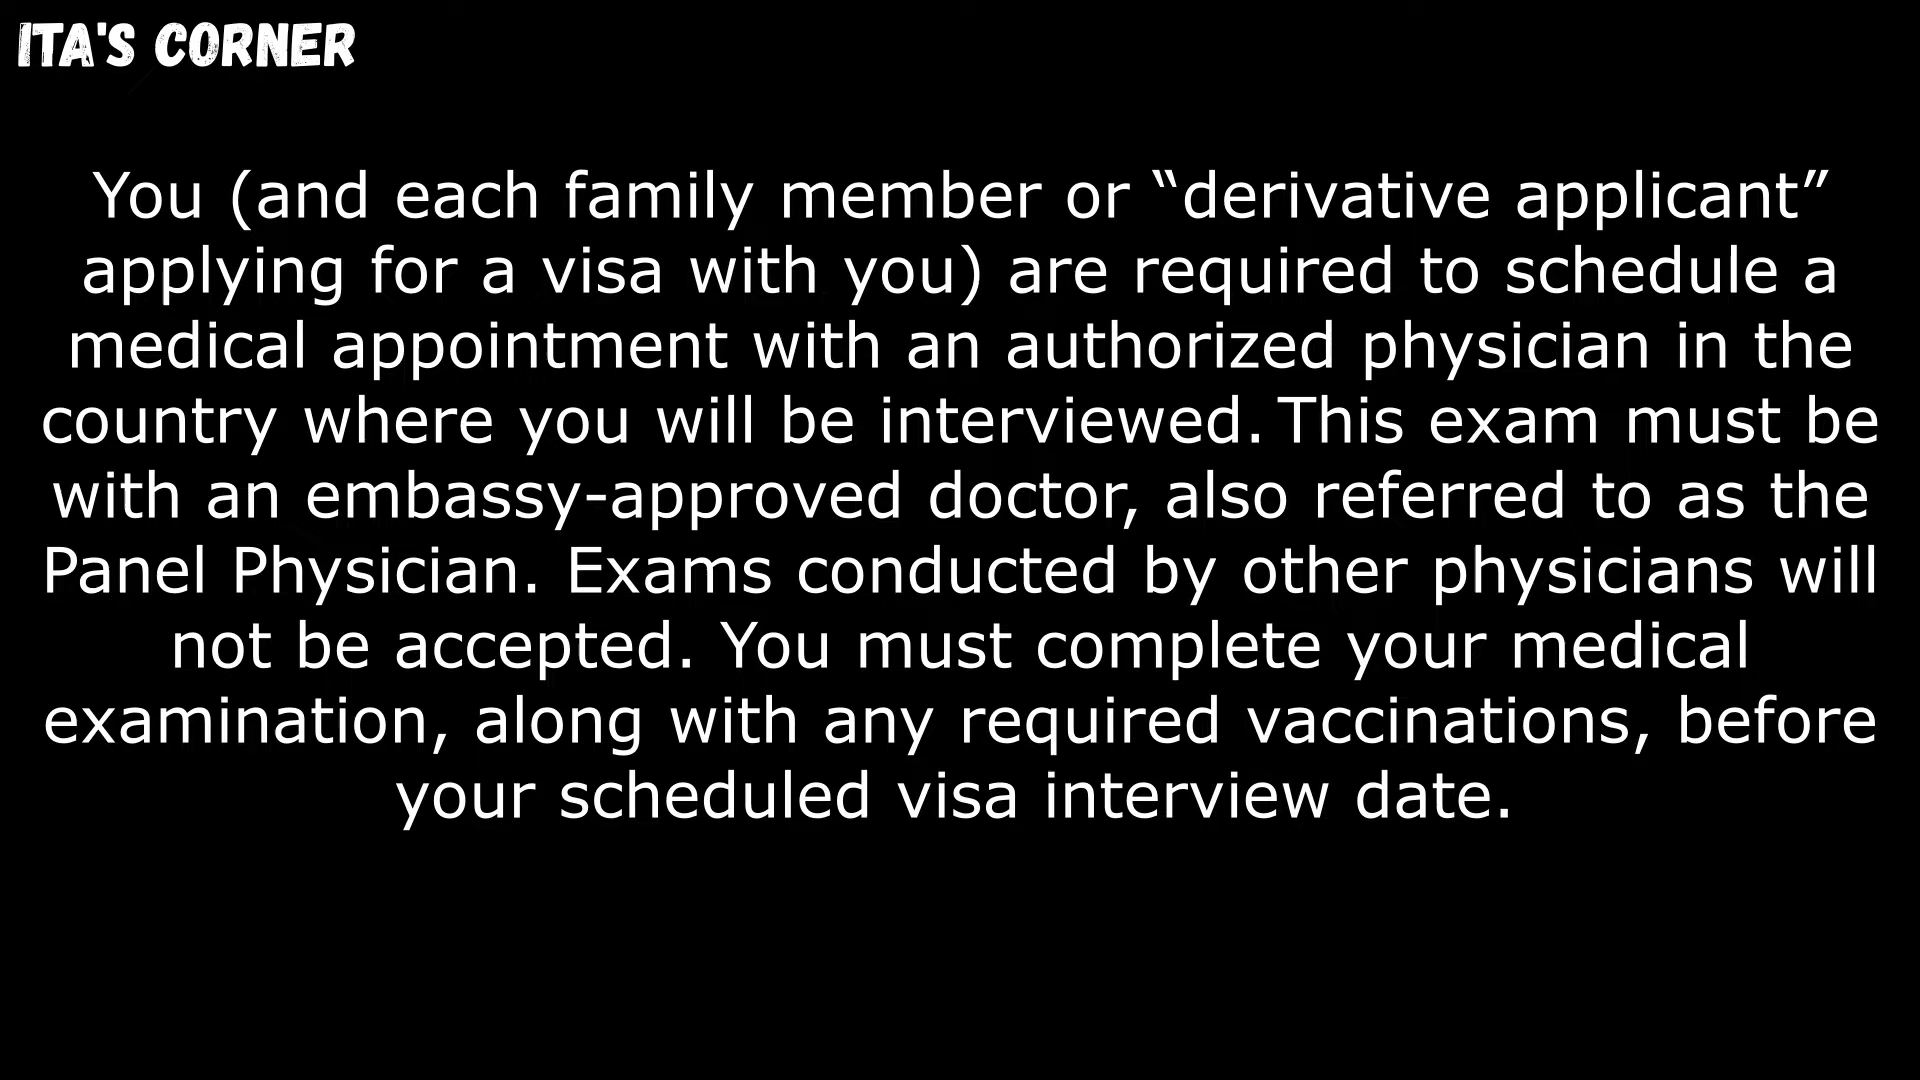 ITA'S CORNER
You (and each family member or “derivative applicant”
applying for a visa with you) are required to schedule a
medical appointment with an authorized physician in the
country where you will be interviewed. This exam must be
with an embassy-approved doctor, also referred to as the
Panel Physician. Exams conducted by other physicians will
not be accepted. You must complete your medical
examination, along with any required vaccinations, before
your scheduled visa interview date.